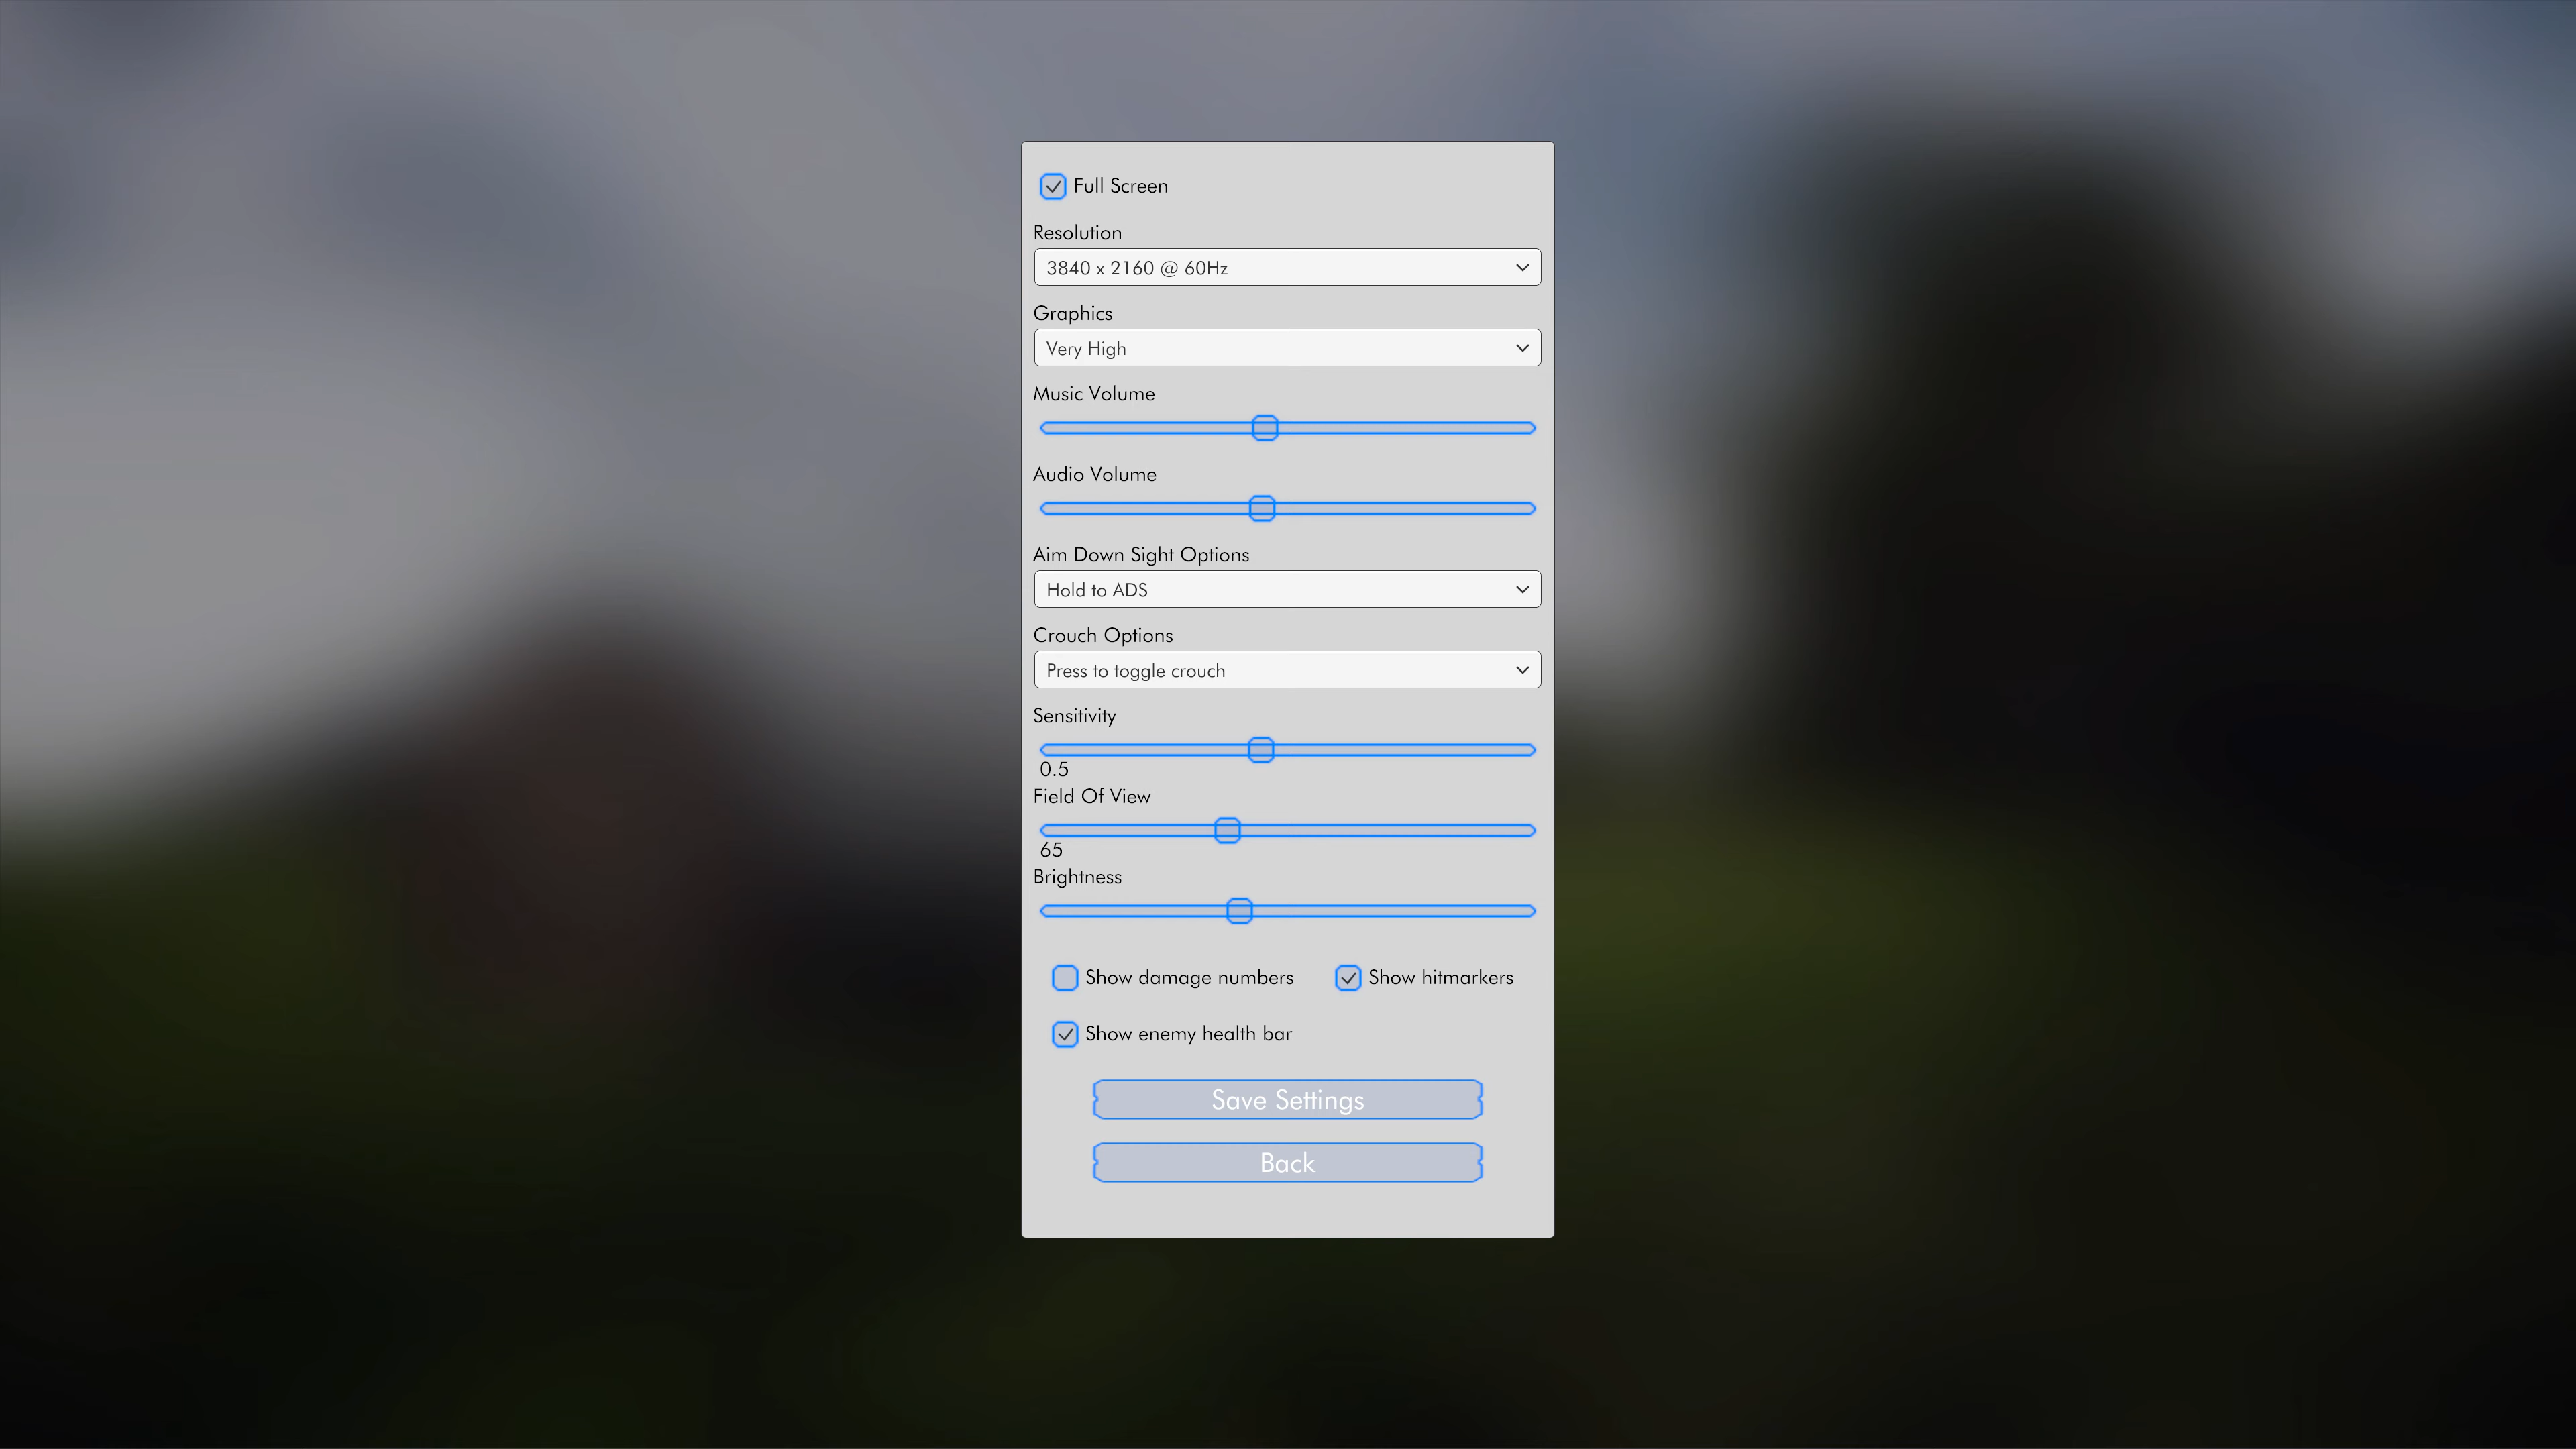 Full Screen
Resolution
3840 x 2160 @ 60Hz
Graphics
Very High
Music Volume
Audio Volume
Aim Down Sight Options
Hold to ADS
Crouch Options
Press to toggle crouch
Sensitivity
0.5
Field Of View
65
Brightness
Show damage numbers
Show hitmarkers
Show enemy health bar
Save Settings
Back